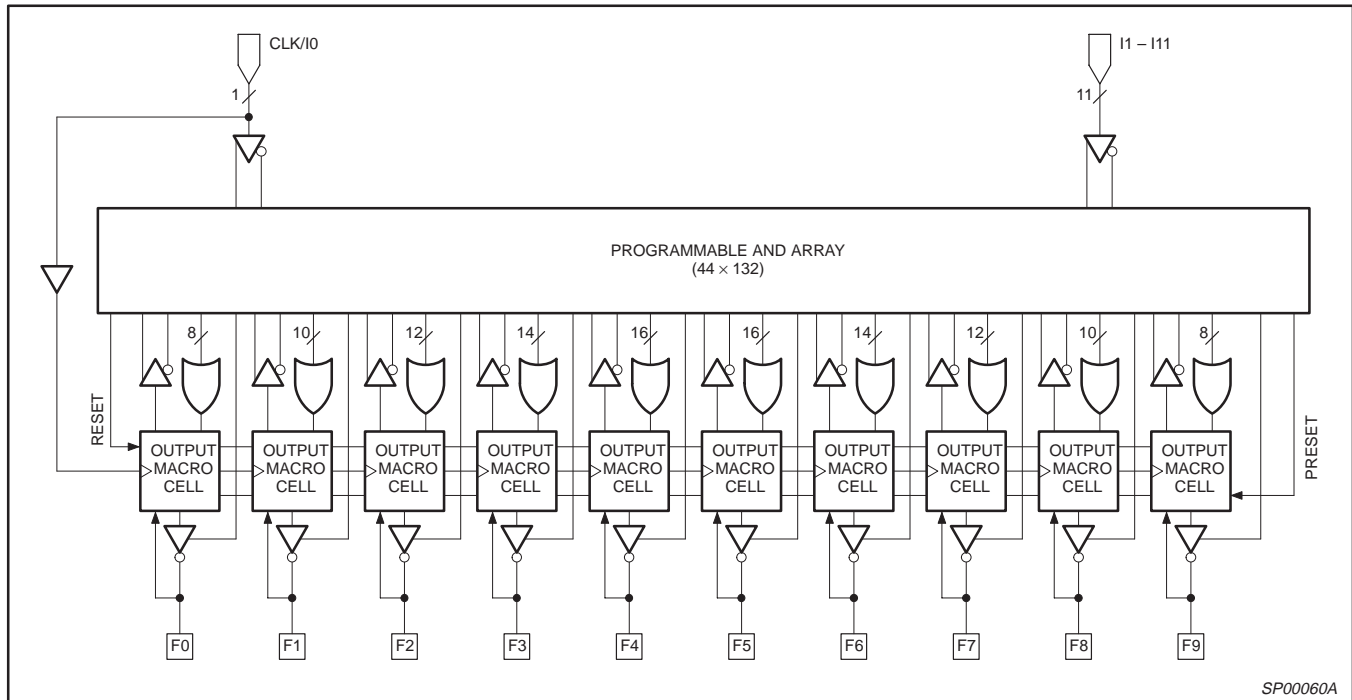 CLK/I0
I1 – I11
1
11
PROGRAMMABLE AND ARRAY
(44 × 132)
8 10 12 14 16 16 14 12 10 8
RESET
PRESET
OUTPUT MACRO CELL
OUTPUT MACRO CELL
OUTPUT MACRO CELL
OUTPUT MACRO CELL
OUTPUT MACRO CELL
OUTPUT MACRO CELL
OUTPUT MACRO CELL
OUTPUT MACRO CELL
OUTPUT MACRO CELL
OUTPUT MACRO CELL
F0 F1 F2 F3 F4 F5 F6 F7 F8 F9
SP00060A